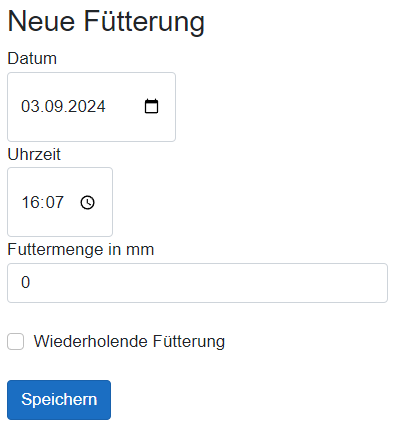 Neue Fütterung
Datum
03.09.2024
Uhrzeit
16:07
Futtermenge in mm
0
Wiederholende Fütterung
Speichern